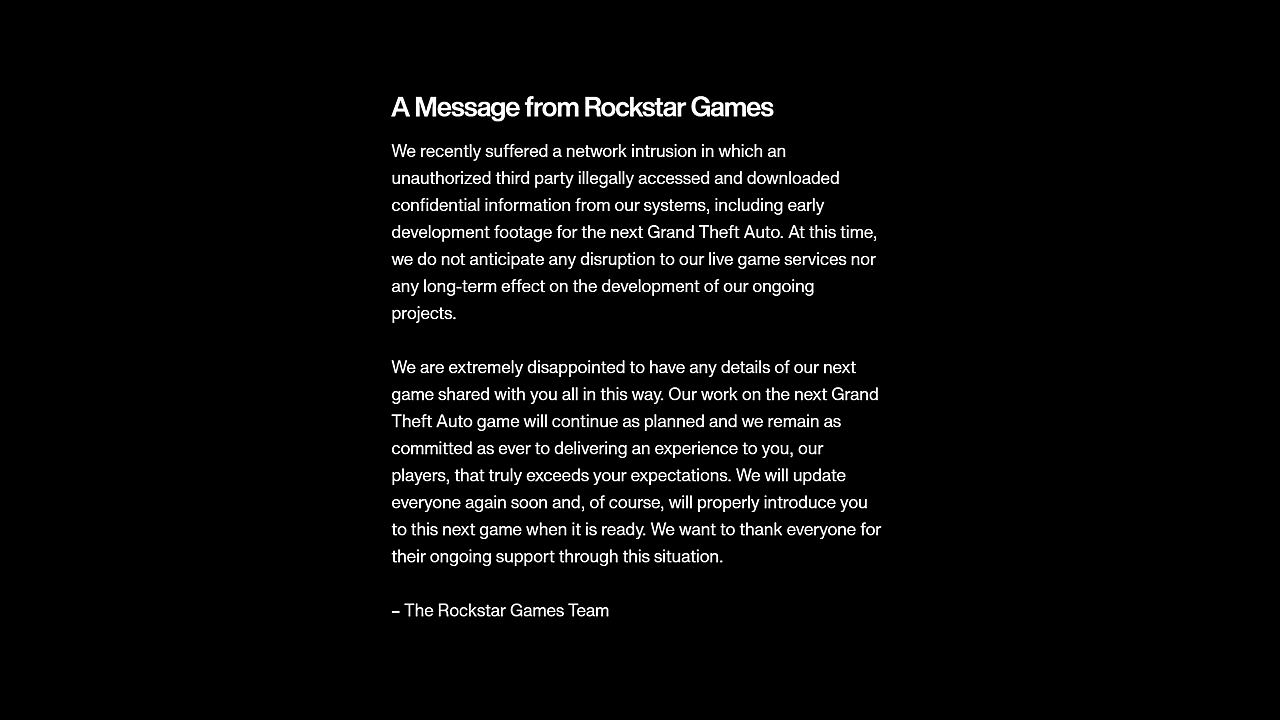 A Message from Rockstar Games
We recently suffered a network intrusion in which an
unauthorized third party illegally accessed and downloaded
confidential information from our systems, including early
development footage for the next Grand Theft Auto. At this time,
we do not anticipate any disruption to our live game services nor
any long-term effect on the development of our ongoing
projects.
We are extremely disappointed to have any details of our next
game shared with you all in this way. Our work on the next Grand
Theft Auto game will continue as planned and we remain as
committed as ever to delivering an experience to you, our
players, that truly exceeds your expectations. We will update
everyone again soon and, of course, will properly introduce you
to this next game when it is ready. We want to thank everyone for
their ongoing support through this situation.
– The Rockstar Games Team